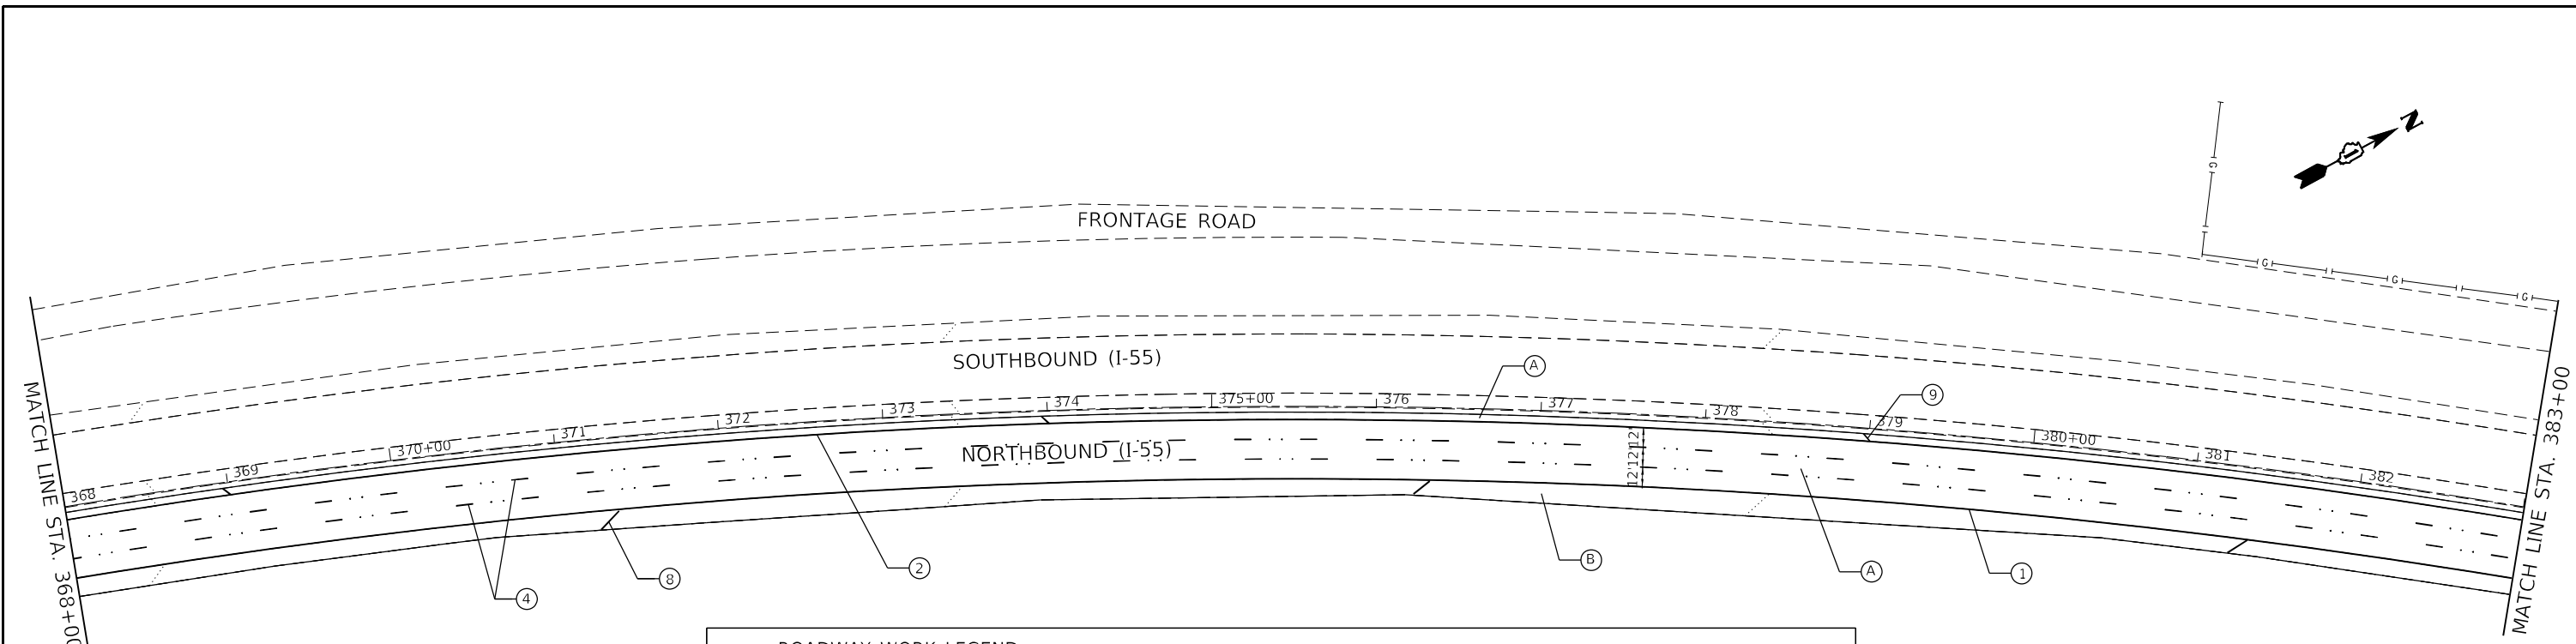 N
G
FRONTAGE ROAD
G G G
SOUTHBOUND (I-55)
A
9
368 369 370+00 371 372 373 374 375+00 376 377 378 379 380+00 381 382
NORTHBOUND (I-55)
12' 12' 12'
MATCH LINE STA. 368+00
MATCH LINE STA. 383+00
4
8
2
B
A
1
ROADWAY WORK LEGEND